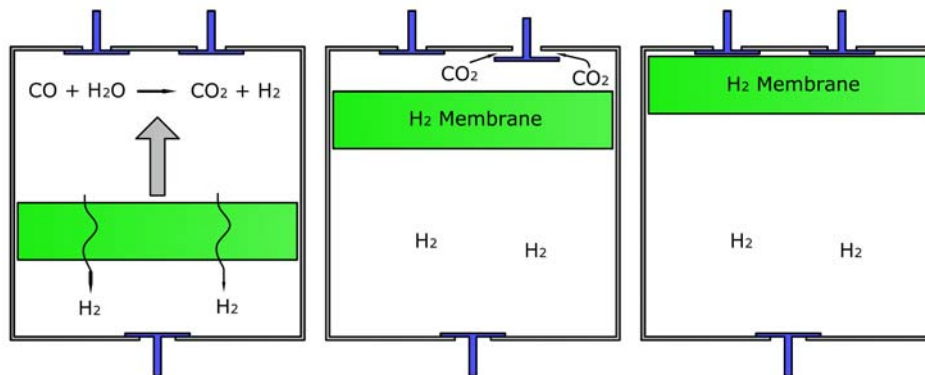 CO + H₂O → CO₂ + H₂
H₂ H₂
CO₂ CO₂
H₂ Membrane
H₂ H₂
H₂ Membrane
H₂ H₂